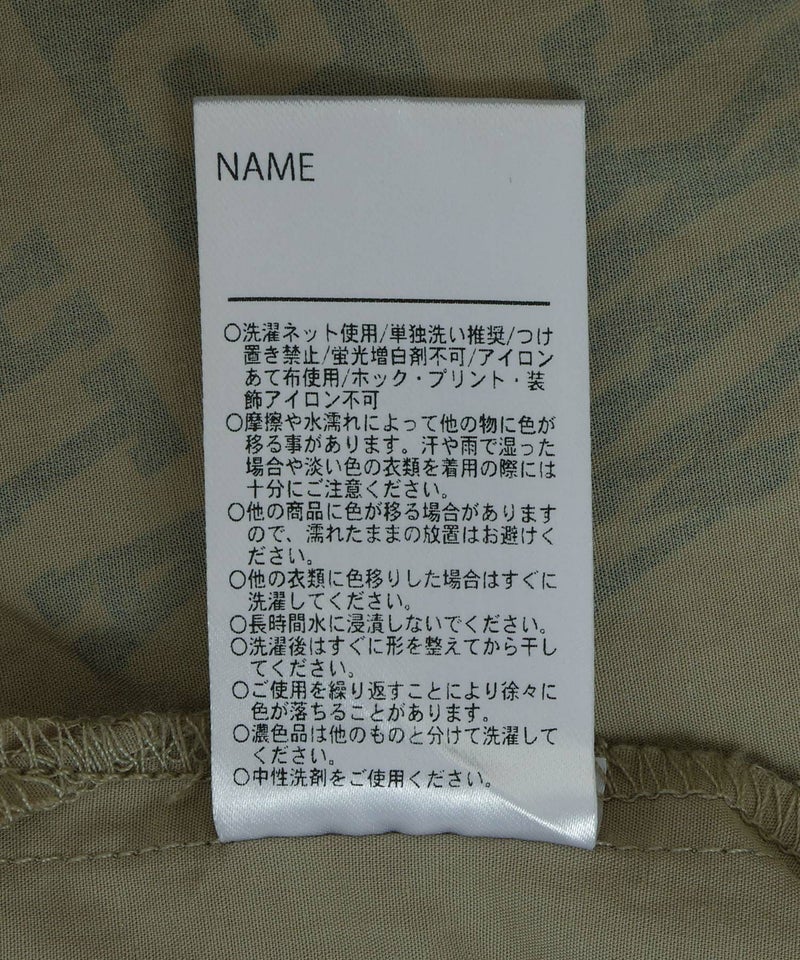 NAME
○洗濯ネット使用/単独洗い推奨/つけ
置き禁止/蛍光増白剤不可/アイロン
あて布使用/ホック・プリント・装
飾アイロン不可
○摩擦や水濡れによって他の物に色が
移る事があります。汗や雨で湿った
場合や淡い色の衣類を着用の際には
十分にご注意ください。
○他の商品に色が移る場合があります
ので、濡れたままの放置はお避けく
ださい。
○他の衣類に色移りした場合はすぐに
洗濯してください。
○長時間水に浸漬しないでください。
○洗濯後はすぐに形を整えてから干し
てください。
○ご使用を繰り返すことにより徐々に
色が落ちることがあります。
○濃色品は他のものと分けて洗濯して
ください。
○中性洗剤をご使用ください。